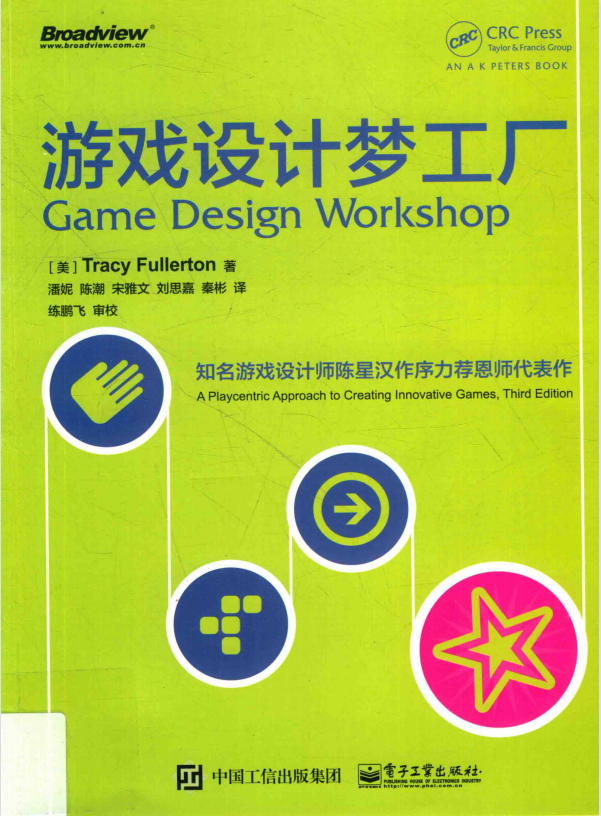 Broadview®
www.broadview.com.cn
CRC
CRC Press
Taylor & Francis Group
AN A K PETERS BOOK
游戏设计梦工厂
Game Design Workshop
[美] Tracy Fullerton 著
潘妮 陈潮 宋雅文 刘思嘉 秦彬 译
练鹏飞 审校
知名游戏设计师陈星汉作序力荐恩师代表作
A Playcentric Approach to Creating Innovative Games, Third Edition
中国工信出版集团
電子工業出版社·
PUBLISHING HOUSE OF ELECTRONICS INDUSTRY
http://www.phei.com.cn